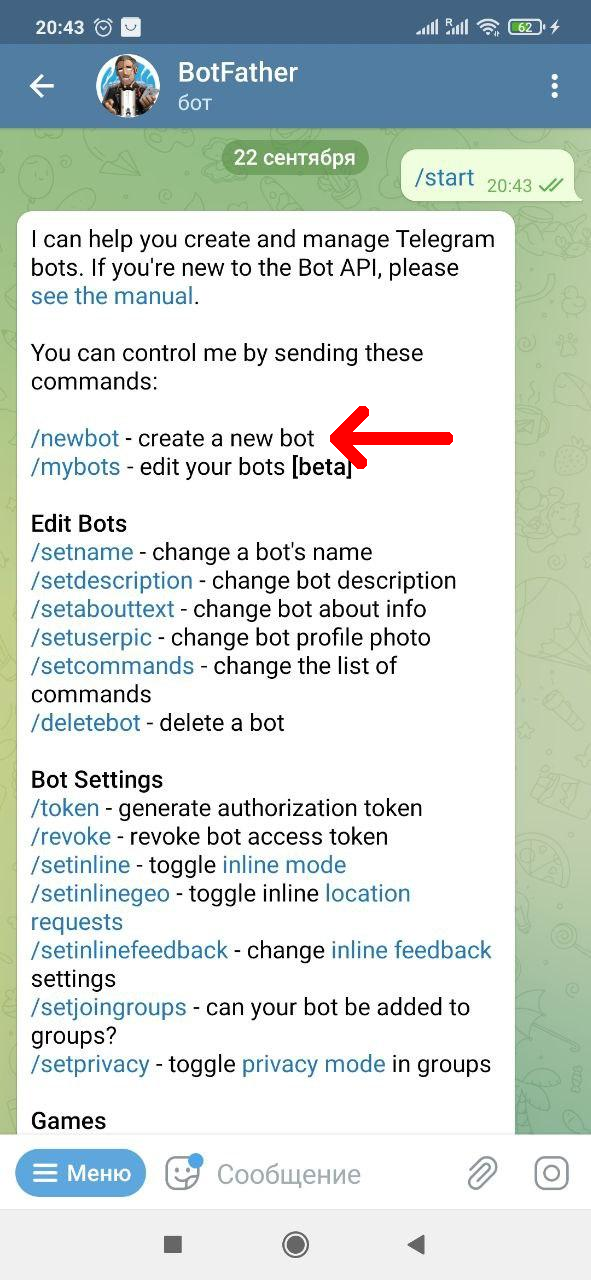 20:43
R
62
BotFather
бот
22 сентября
/start 20:43
I can help you create and manage Telegram
bots. If you're new to the Bot API, please
see the manual.
You can control me by sending these
commands:
/newbot - create a new bot
/mybots - edit your bots [beta]
Edit Bots
/setname - change a bot's name
/setdescription - change bot description
/setabouttext - change bot about info
/setuserpic - change bot profile photo
/setcommands - change the list of
commands
/deletebot - delete a bot
Bot Settings
/token - generate authorization token
/revoke - revoke bot access token
/setinline - toggle inline mode
/setinlinegeo - toggle inline location
requests
/setinlinefeedback - change inline feedback
settings
/setjoingroups - can your bot be added to
groups?
/setprivacy - toggle privacy mode in groups
Games
Меню
Сообщение